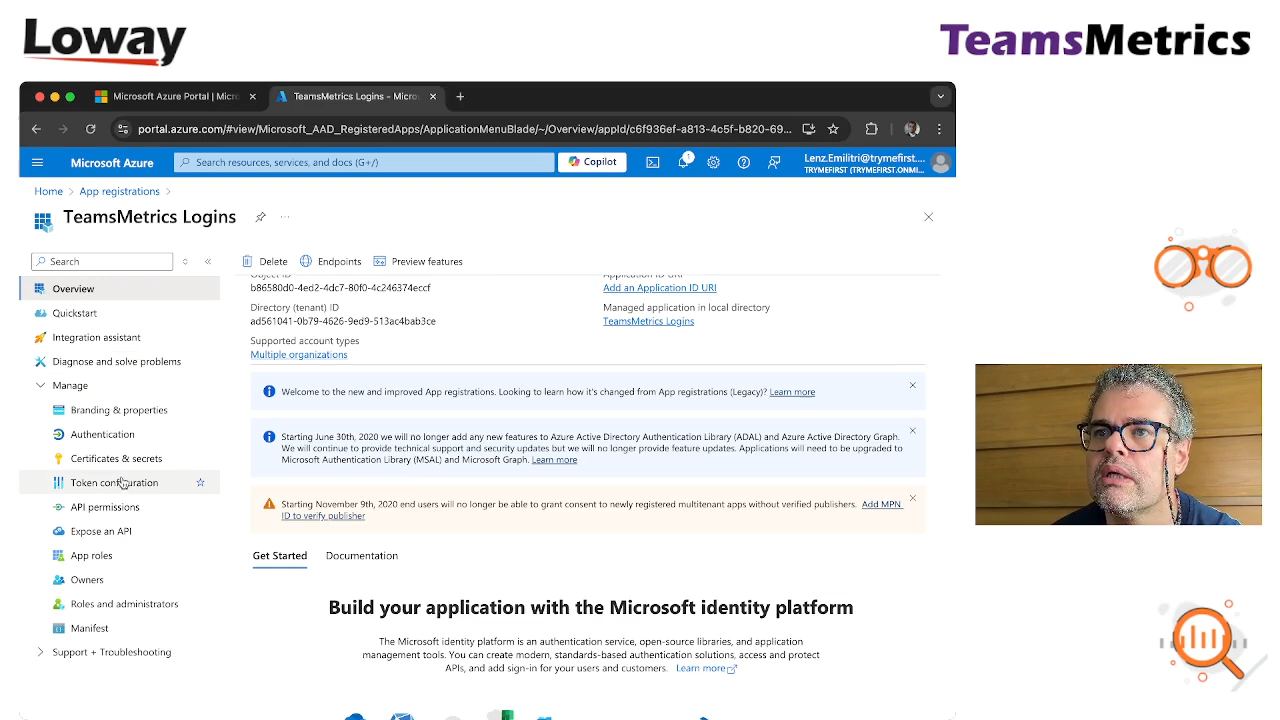 Loway
TeamsMetrics
Microsoft Azure Portal | Micro
TeamsMetrics Logins - Micro
portal.azure.com/#view/Microsoft_AAD_RegisteredApps/ApplicationMenuBlade/~/Overview/appId/c6f936ef-a813-4c5f-b820-69...
Microsoft Azure
Search resources, services, and docs (G+/)
Copilot
1
Lenz.Emilitri@trymefirst....
TRYMEFIRST (TRYMEFIRST.ONMI...
Home > App registrations >
TeamsMetrics Logins
Search
Delete
Endpoints
Preview features
Overview
Quickstart
Integration assistant
Diagnose and solve problems
Manage
Branding & properties
Authentication
Certificates & secrets
Token configuration
API permissions
Expose an API
App roles
Owners
Roles and administrators
Manifest
Support + Troubleshooting
Object ID
b86580d0-4ed2-4dc7-80f0-4c246374eccf
Directory (tenant) ID
ad561041-0b79-4626-9ed9-513ac4bab3ce
Supported account types
Multiple organizations
Application ID URI
Add an Application ID URI
Managed application in local directory
TeamsMetrics Logins
Welcome to the new and improved App registrations. Looking to learn how it's changed from App registrations (Legacy)? Learn more
Starting June 30th, 2020 we will no longer add any new features to Azure Active Directory Authentication Library (ADAL) and Azure Active Directory Graph.
We will continue to provide technical support and security updates but we will no longer provide feature updates. Applications will need to be upgraded to
Microsoft Authentication Library (MSAL) and Microsoft Graph. Learn more
Starting November 9th, 2020 end users will no longer be able to grant consent to newly registered multitenant apps without verified publishers. Add MPN
ID to verify publisher
Get Started
Documentation
Build your application with the Microsoft identity platform
The Microsoft identity platform is an authentication service, open-source libraries, and application
management tools. You can create modern, standards-based authentication solutions, access and protect
APIs, and add sign-in for your users and customers. Learn more